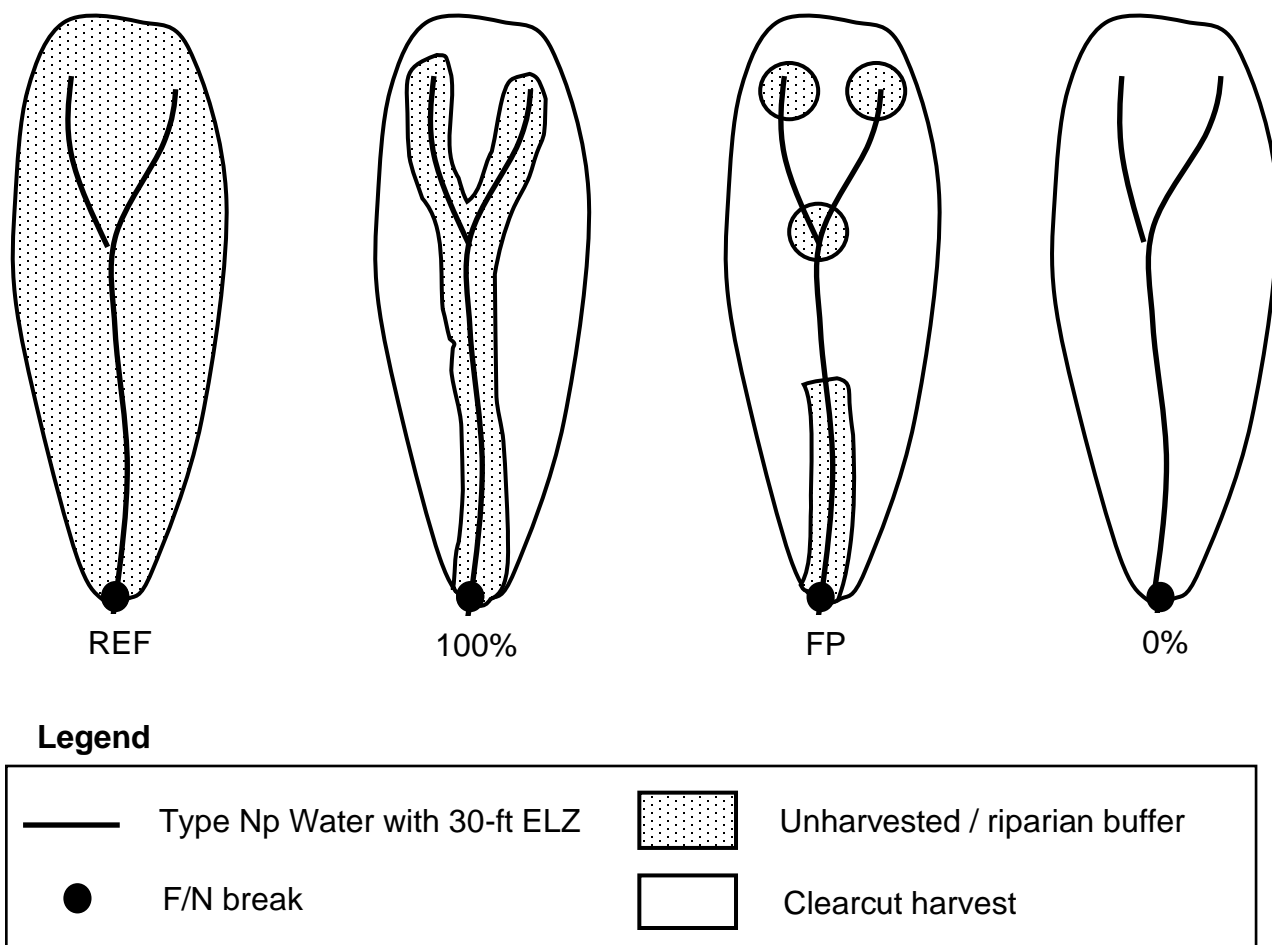 REF
100%
FP
0%
Legend
Type Np Water with 30-ft ELZ
Unharvested / riparian buffer
F/N break
Clearcut harvest